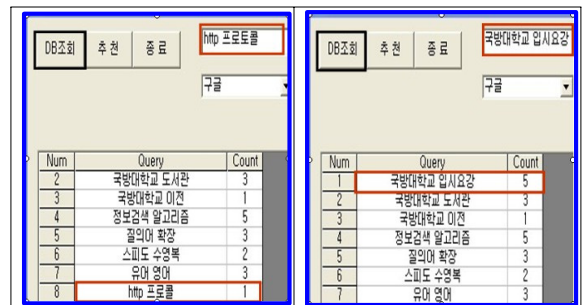 DB조회 추 천 종 료 http 프로토콜
구글
Num Query Count
2 국방대학교 도서관 3
3 국방대학교 이전 1
4 정보검색 알고리즘 5
5 질의어 확장 3
6 스피도 수영복 2
7 유어 영어 3
8 http 프로콜 1
DB조회 추 천 종 료 국방대학교 입시요강
구글
Num Query Count
1 국방대학교 입시요강 5
2 국방대학교 도서관 3
3 국방대학교 이전 1
4 정보검색 알고리즘 5
5 질의어 확장 3
6 스피도 수영복 2
7 유어 영어 3